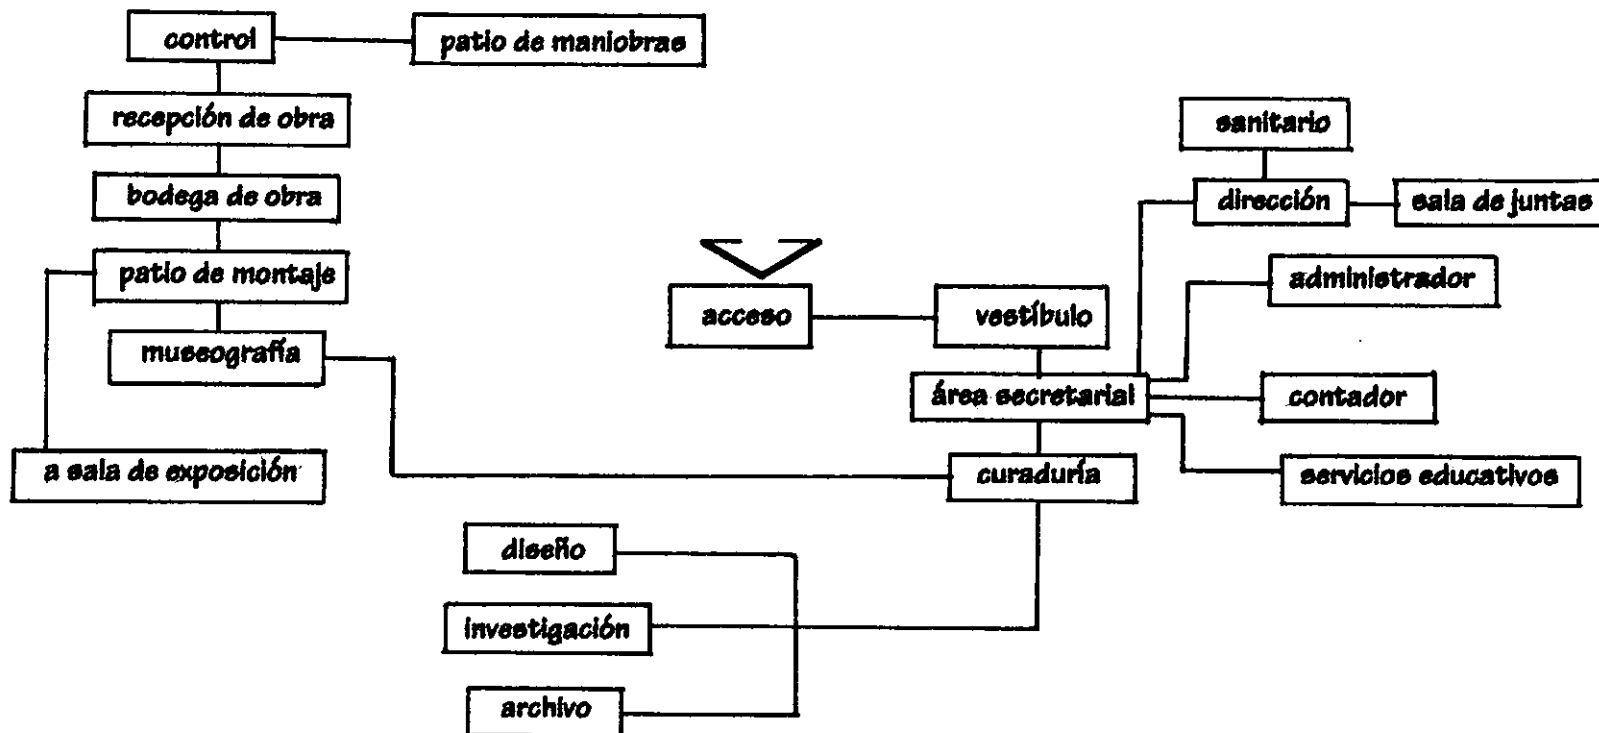 control
patio de maniobras
recepción de obra
sanitario
bodega de obra
dirección
sala de juntas
patio de montaje
administrador
acceso
vestíbulo
museografía
área secretarial
contador
a sala de exposición
curaduría
servicios educativos
diseño
investigación
archivo